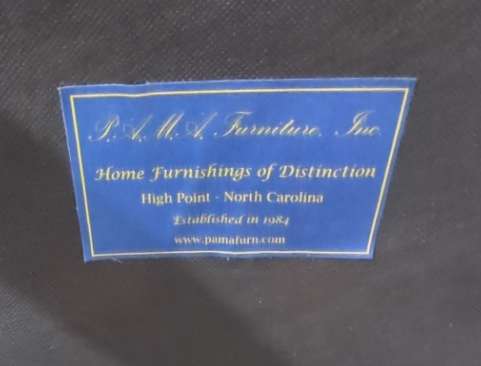 P.A.M.A. Furniture, Inc.
Home Furnishings of Distinction
High Point · North Carolina
Established in 1984
www.pamafurn.com